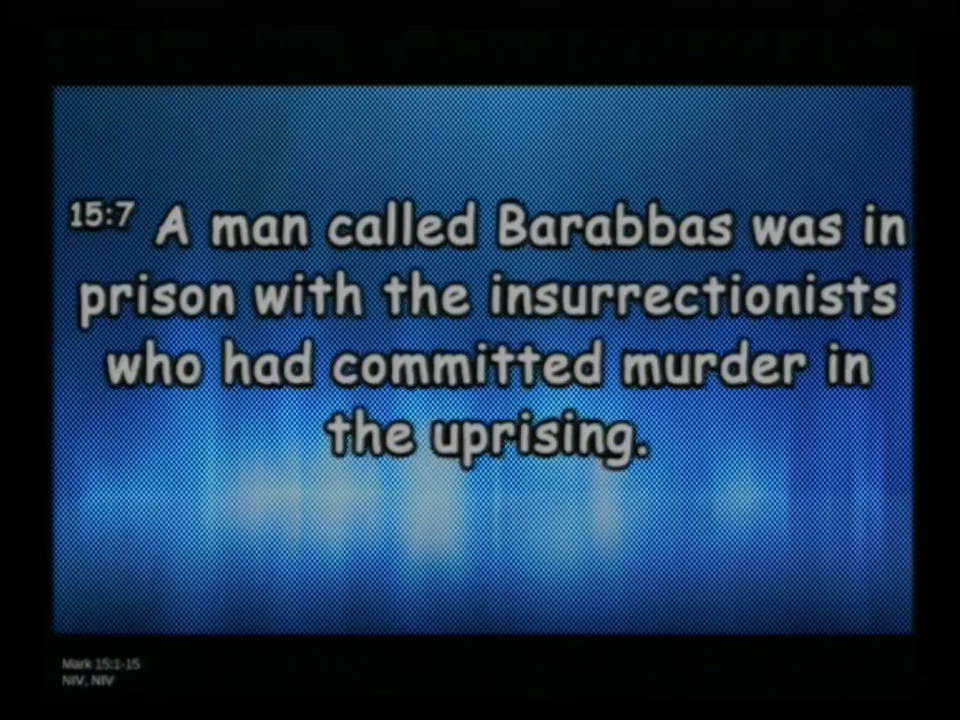 15:7 A man called Barabbas was in
prison with the insurrectionists
who had committed murder in
the uprising.
Mark 15:1-15
NIV, NIV